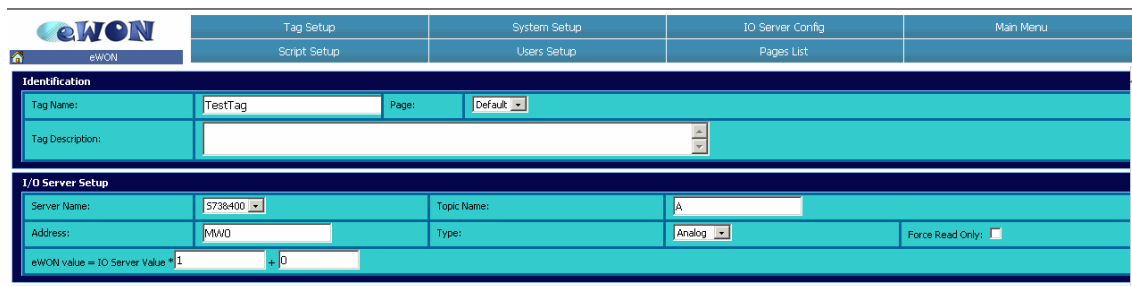 eWON
Tag Setup System Setup IO Server Config Main Menu
eWON Script Setup Users Setup Pages List
Identification
Tag Name: TestTag Page: Default
Tag Description:
I/O Server Setup
Server Name: S73&400 Topic Name: A
Address: MW0 Type: Analog Force Read Only:
eWON value = IO Server Value * 1 + 0